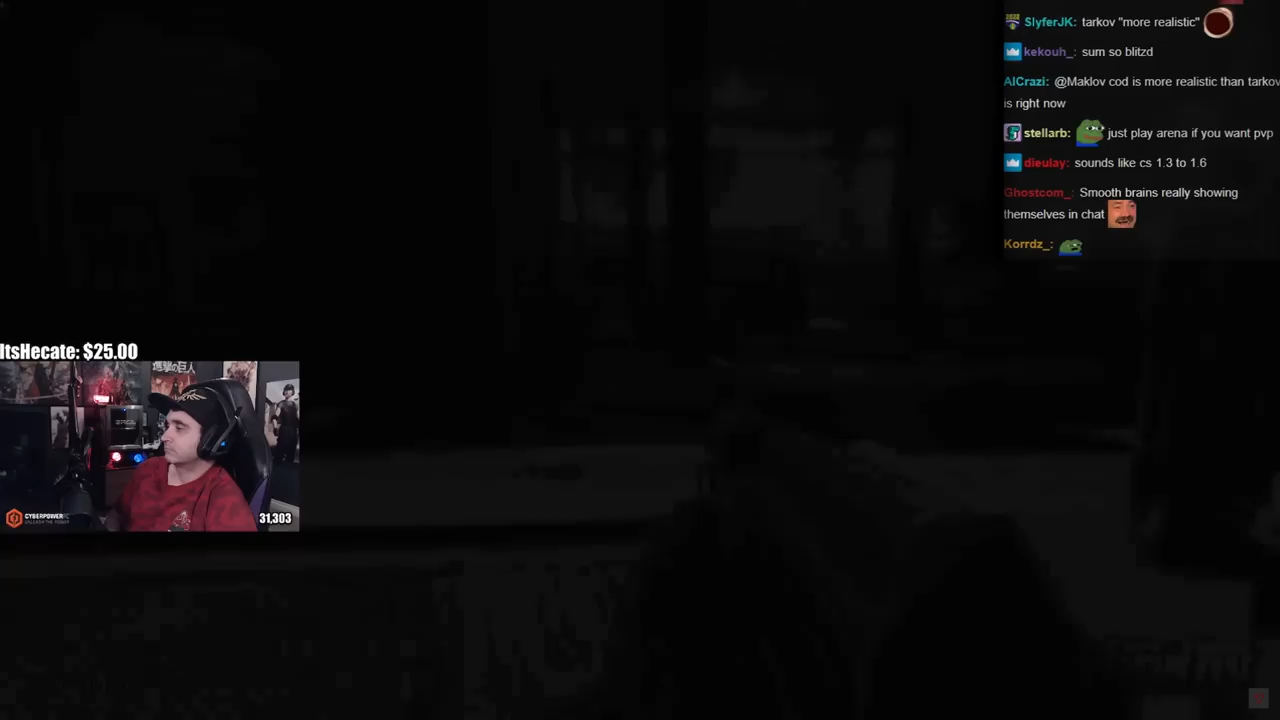 SlyferJK: tarkov "more realistic"
kekouh_: sum so blitzd
AICrazi: @Maklov cod is more realistic than tarkov
is right now
stellarb: just play arena if you want pvp
dieulay: sounds like cs 1.3 to 1.6
Ghostcom_: Smooth brains really showing
themselves in chat
Korrdz_:
ItsHecate: $25.00
進撃の巨人
CYBERPOWER
31,303